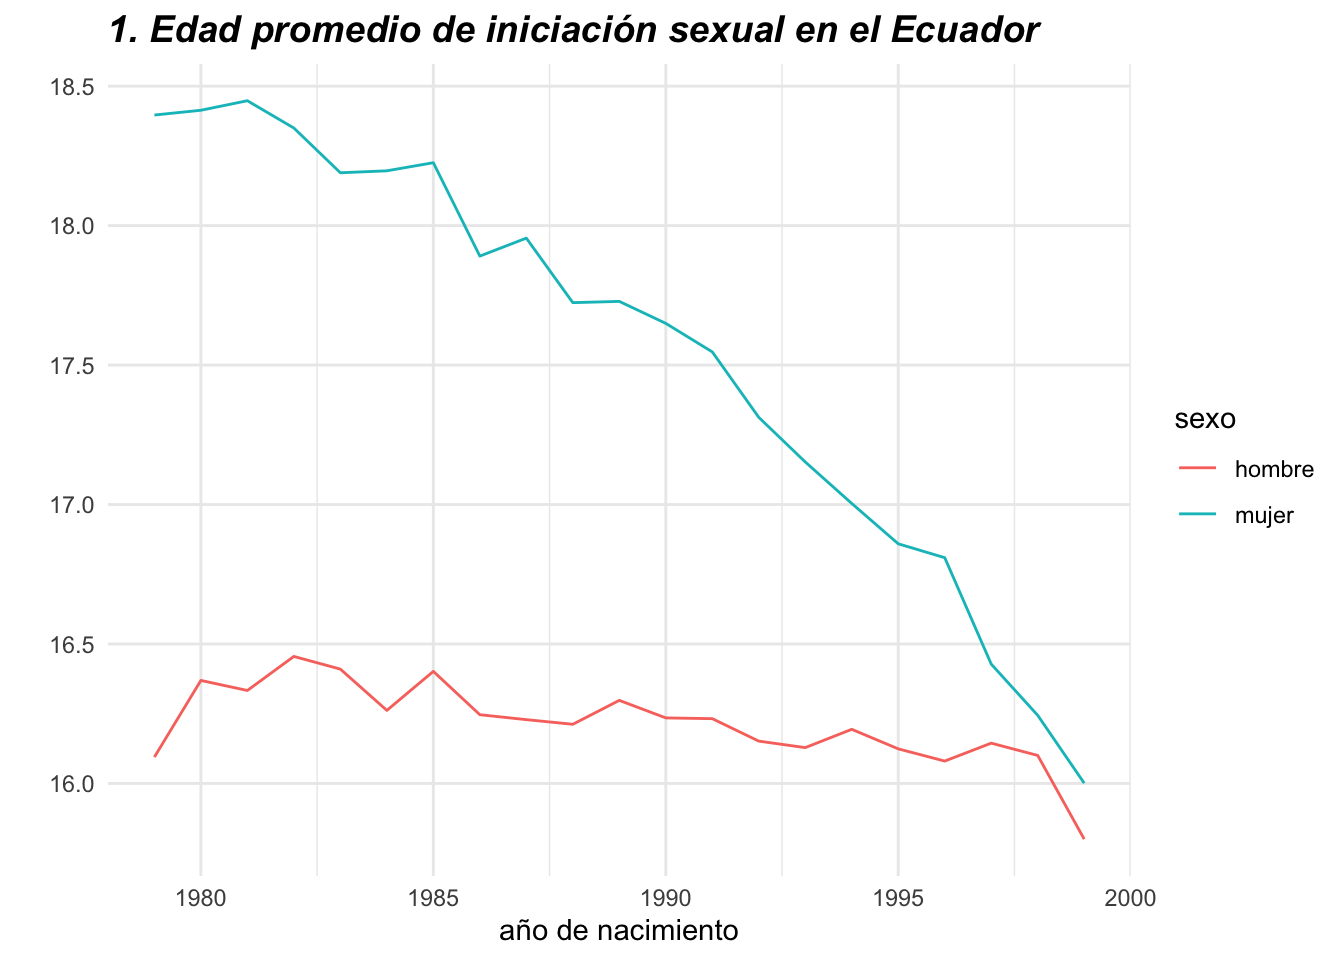 1. Edad promedio de iniciación sexual en el Ecuador
18.5
18.0
17.5
17.0
16.5
16.0
1980 1985 1990 1995 2000
año de nacimiento
sexo
hombre
mujer